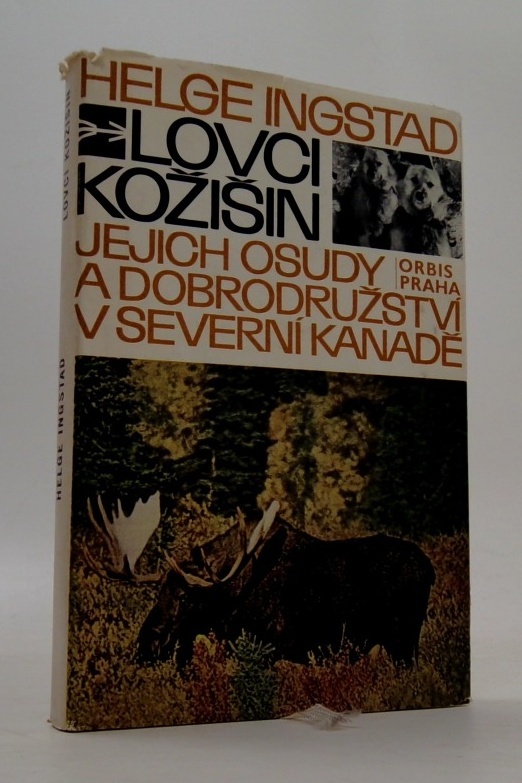 HELGE INGSTAD
LOVCI
KOŽIŠIN
JEJICH OSUDY
A DOBRODRUŽSTVÍ
V SEVERNÍ KANADĚ
ORBIS
PRAHA
LOVCI KOŽIŠIN
HELGE INGSTAD